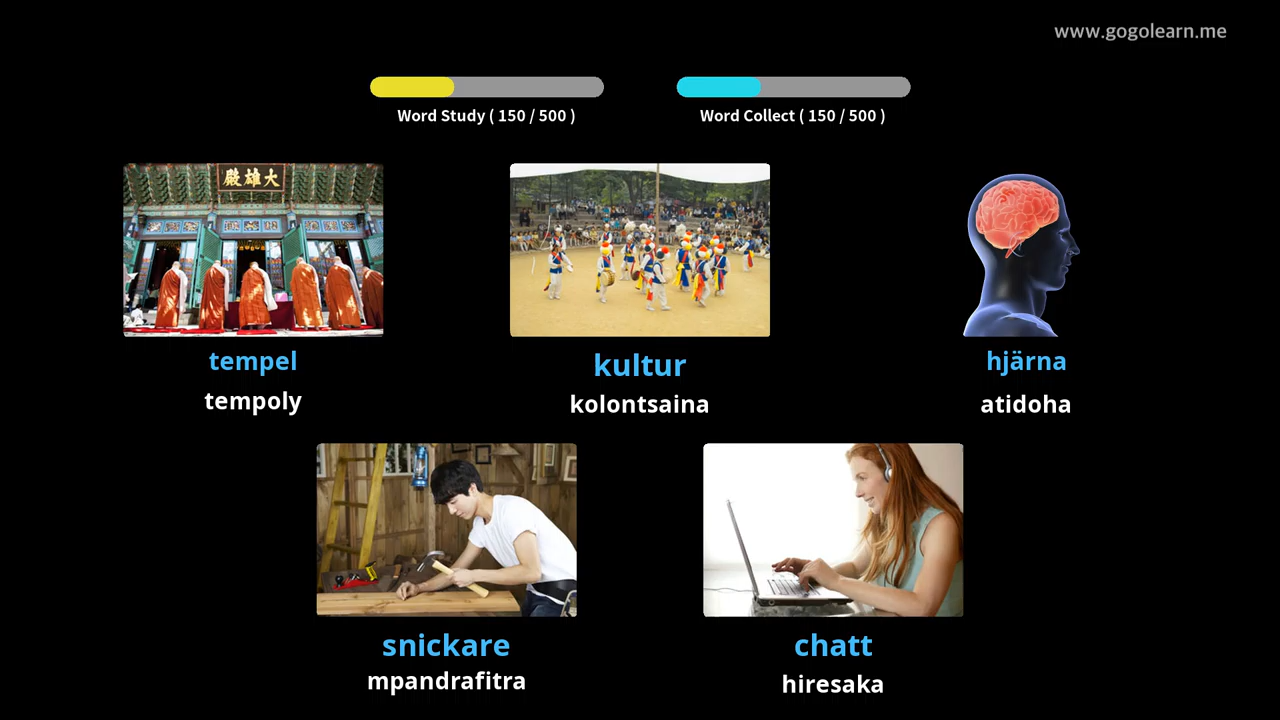 www.gogolearn.me
Word Study ( 150 / 500 )
Word Collect ( 150 / 500 )
殿雄大
tempel
tempoly
kultur
kolontsaina
hjärna
atidoha
snickare
mpandrafitra
chatt
hiresaka